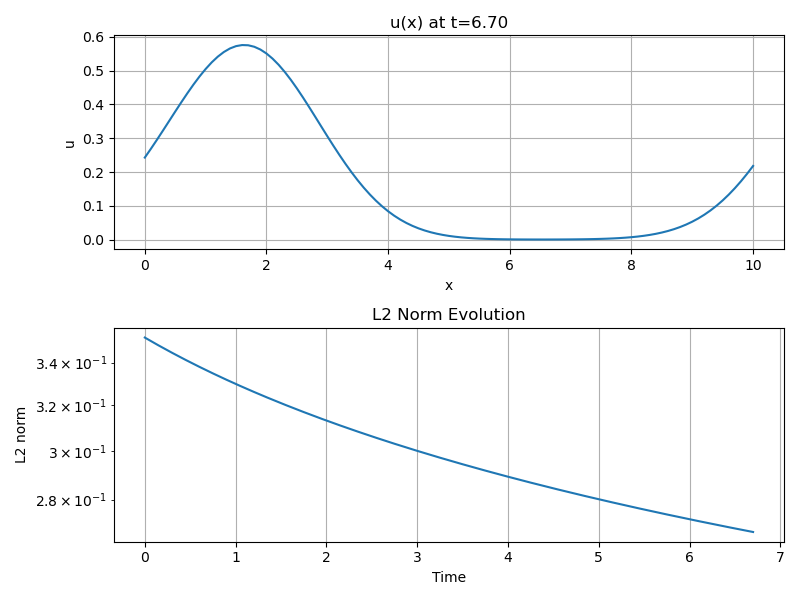 u(x) at t=6.70
u
0.6
0.5
0.4
0.3
0.2
0.1
0.0
0 2 4 6 8 10
x
L2 Norm Evolution
L2 norm
3.4 × 10⁻¹
3.2 × 10⁻¹
3 × 10⁻¹
2.8 × 10⁻¹
0 1 2 3 4 5 6 7
Time